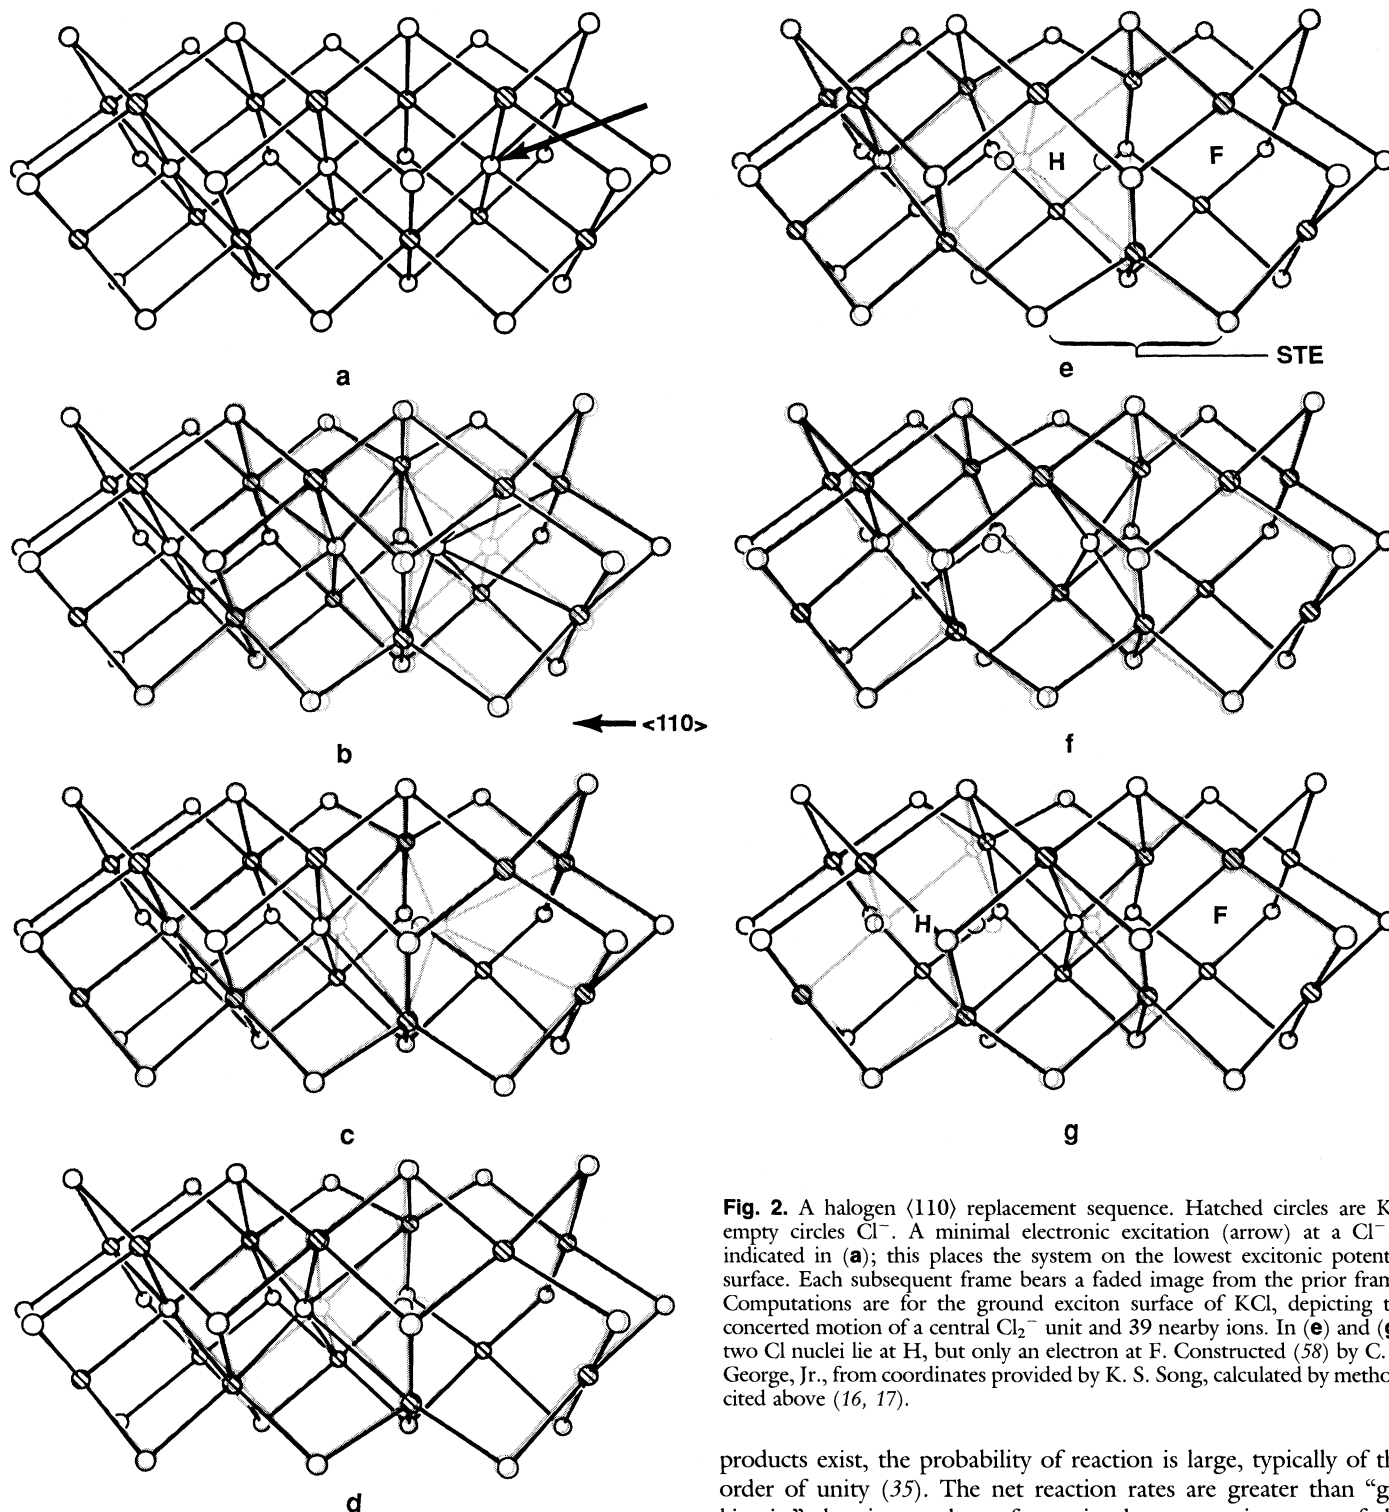 a
H
F
STE
e
<110>
b
f
H
F
c
g
d
Fig. 2. A halogen ⟨110⟩ replacement sequence. Hatched circles are K
empty circles Cl⁻. A minimal electronic excitation (arrow) at a Cl⁻
indicated in (a); this places the system on the lowest excitonic potent
surface. Each subsequent frame bears a faded image from the prior fram
Computations are for the ground exciton surface of KCl, depicting t
concerted motion of a central Cl₂⁻ unit and 39 nearby ions. In (e) and (g
two Cl nuclei lie at H, but only an electron at F. Constructed (58) by C.
George, Jr., from coordinates provided by K. S. Song, calculated by metho
cited above (16, 17).
products exist, the probability of reaction is large, typically of th
order of unity (35). The net reaction rates are greater than “g